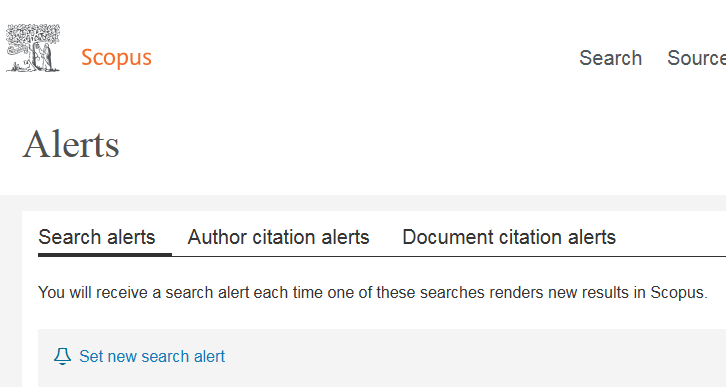 Scopus
Search Source
Alerts
Search alerts Author citation alerts Document citation alerts
You will receive a search alert each time one of these searches renders new results in Scopus.
Set new search alert